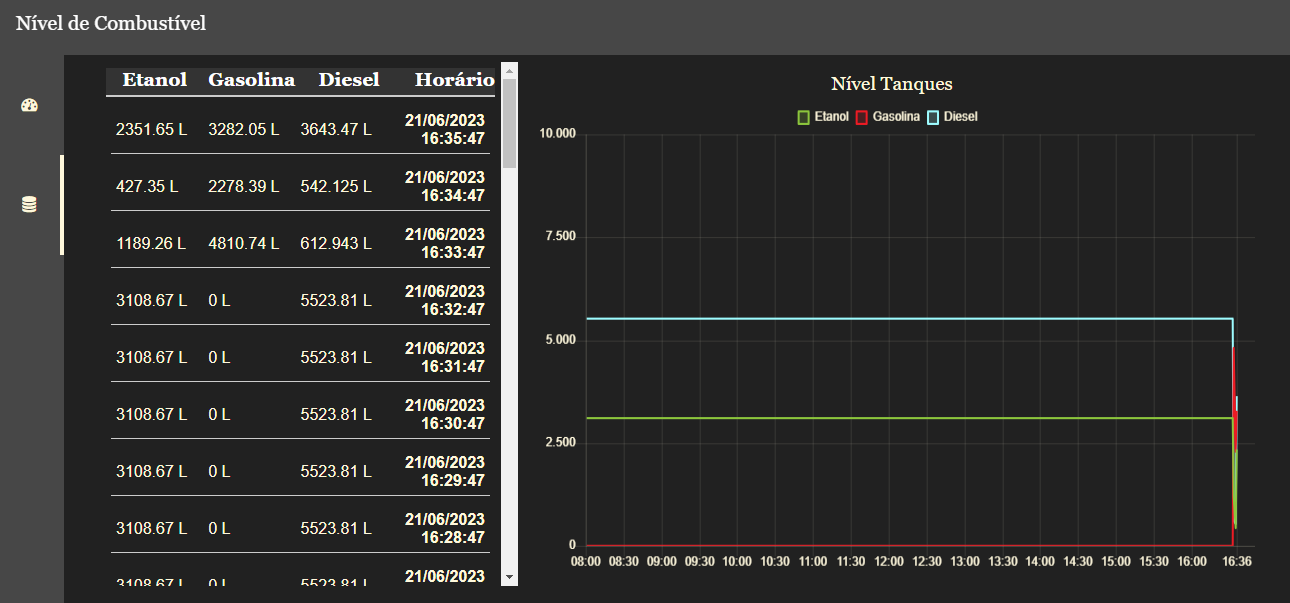 Nível de Combustível
Etanol Gasolina Diesel Horário
2351.65 L 3282.05 L 3643.47 L 21/06/2023
16:35:47
427.35 L 2278.39 L 542.125 L 21/06/2023
16:34:47
1189.26 L 4810.74 L 612.943 L 21/06/2023
16:33:47
3108.67 L 0 L 5523.81 L 21/06/2023
16:32:47
3108.67 L 0 L 5523.81 L 21/06/2023
16:31:47
3108.67 L 0 L 5523.81 L 21/06/2023
16:30:47
3108.67 L 0 L 5523.81 L 21/06/2023
16:29:47
3108.67 L 0 L 5523.81 L 21/06/2023
16:28:47
3108.67 L 0 L 5523.81 L 21/06/2023
Nível Tanques
Etanol Gasolina Diesel
10.000
7.500
5.000
2.500
0
08:00 08:30 09:00 09:30 10:00 10:30 11:00 11:30 12:00 12:30 13:00 13:30 14:00 14:30 15:00 15:30 16:00 16:36